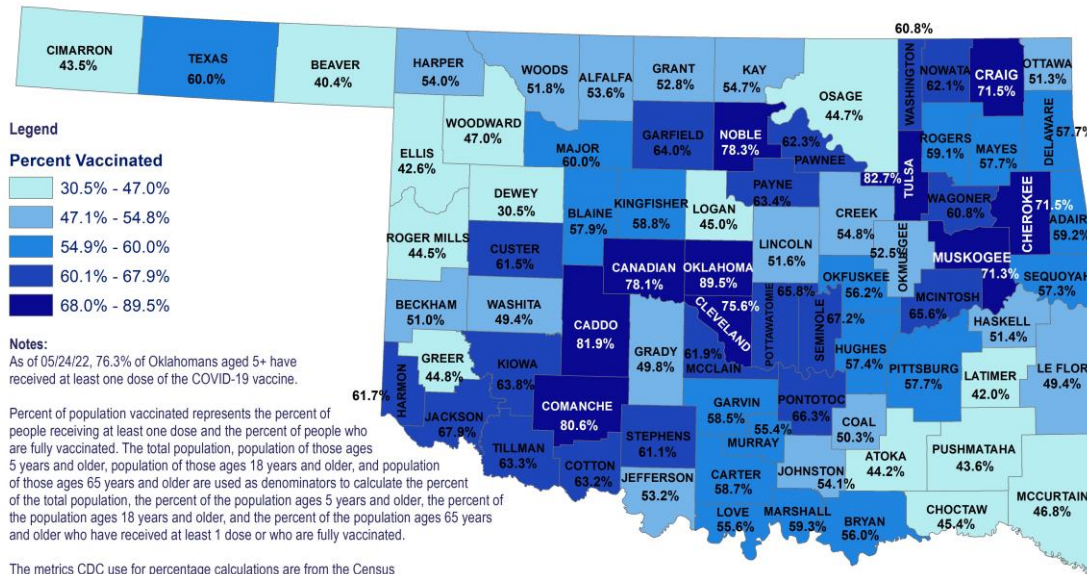 60.8%
CIMARRON
43.5%
TEXAS
60.0%
BEAVER
40.4%
HARPER
54.0%
WOODS
51.8%
ALFALFA
53.6%
GRANT
52.8%
KAY
54.7%
OSAGE
44.7%
WASHINGTON
NOWATA
62.1%
CRAIG
71.5%
OTTAWA
51.3%
DELAWARE
57.7%
Legend
Percent Vaccinated
30.5% - 47.0%
47.1% - 54.8%
54.9% - 60.0%
60.1% - 67.9%
68.0% - 89.5%
ELLIS
42.6%
WOODWARD
47.0%
MAJOR
60.0%
GARFIELD
64.0%
NOBLE
78.3%
62.3%
PAWNEE
ROGERS
59.1%
MAYES
57.7%
DEWEY
30.5%
BLAINE
57.9%
KINGFISHER
58.8%
LOGAN
45.0%
PAYNE
63.4%
82.7%
TULSA
WAGONER
60.8%
CHEROKEE
71.5%
ADAIR
59.2%
ROGER MILLS
44.5%
CUSTER
61.5%
CANADIAN
78.1%
OKLAHOMA
89.5%
LINCOLN
51.6%
CREEK
54.8%
52.5%
OKMULGEE
MUSKOGEE
71.3%
SEQUOYAH
57.3%
BECKHAM
51.0%
WASHITA
49.4%
CADDO
81.9%
GRADY
49.8%
75.6%
CLEVELAND
65.8%
POTTAWATOMIE
67.2%
SEMINOLE
OKFUSKEE
56.2%
MCINTOSH
65.6%
HASKELL
51.4%
Notes:
As of 05/24/22, 76.3% of Oklahomans aged 5+ have
received at least one dose of the COVID-19 vaccine.
GREER
44.8%
KIOWA
63.8%
61.9%
MCCLAIN
HUGHES
57.4%
PITTSBURG
57.7%
LATIMER
42.0%
LE FLOR
49.4%
61.7%
HARMON
JACKSON
67.9%
COMANCHE
80.6%
GARVIN
58.5%
PONTOTOC
66.3%
COAL
50.3%
Percent of population vaccinated represents the percent of
people receiving at least one dose and the percent of people who
are fully vaccinated. The total population, population of those ages
5 years and older, population of those ages 18 years and older, and population
of those ages 65 years and older are used as denominators to calculate the percent
of the total population, the percent of the population ages 5 years and older, the percent of
the population ages 18 years and older, and the percent of the population ages 65 years
and older who have received at least 1 dose or who are fully vaccinated.
TILLMAN
63.3%
COTTON
63.2%
STEPHENS
61.1%
55.4%
MURRAY
ATOKA
44.2%
PUSHMATAHA
43.6%
JEFFERSON
53.2%
CARTER
58.7%
JOHNSTON
54.1%
LOVE
55.6%
MARSHALL
59.3%
BRYAN
56.0%
CHOCTAW
45.4%
MCCURTAIN
46.8%
The metrics CDC use for percentage calculations are from the Census